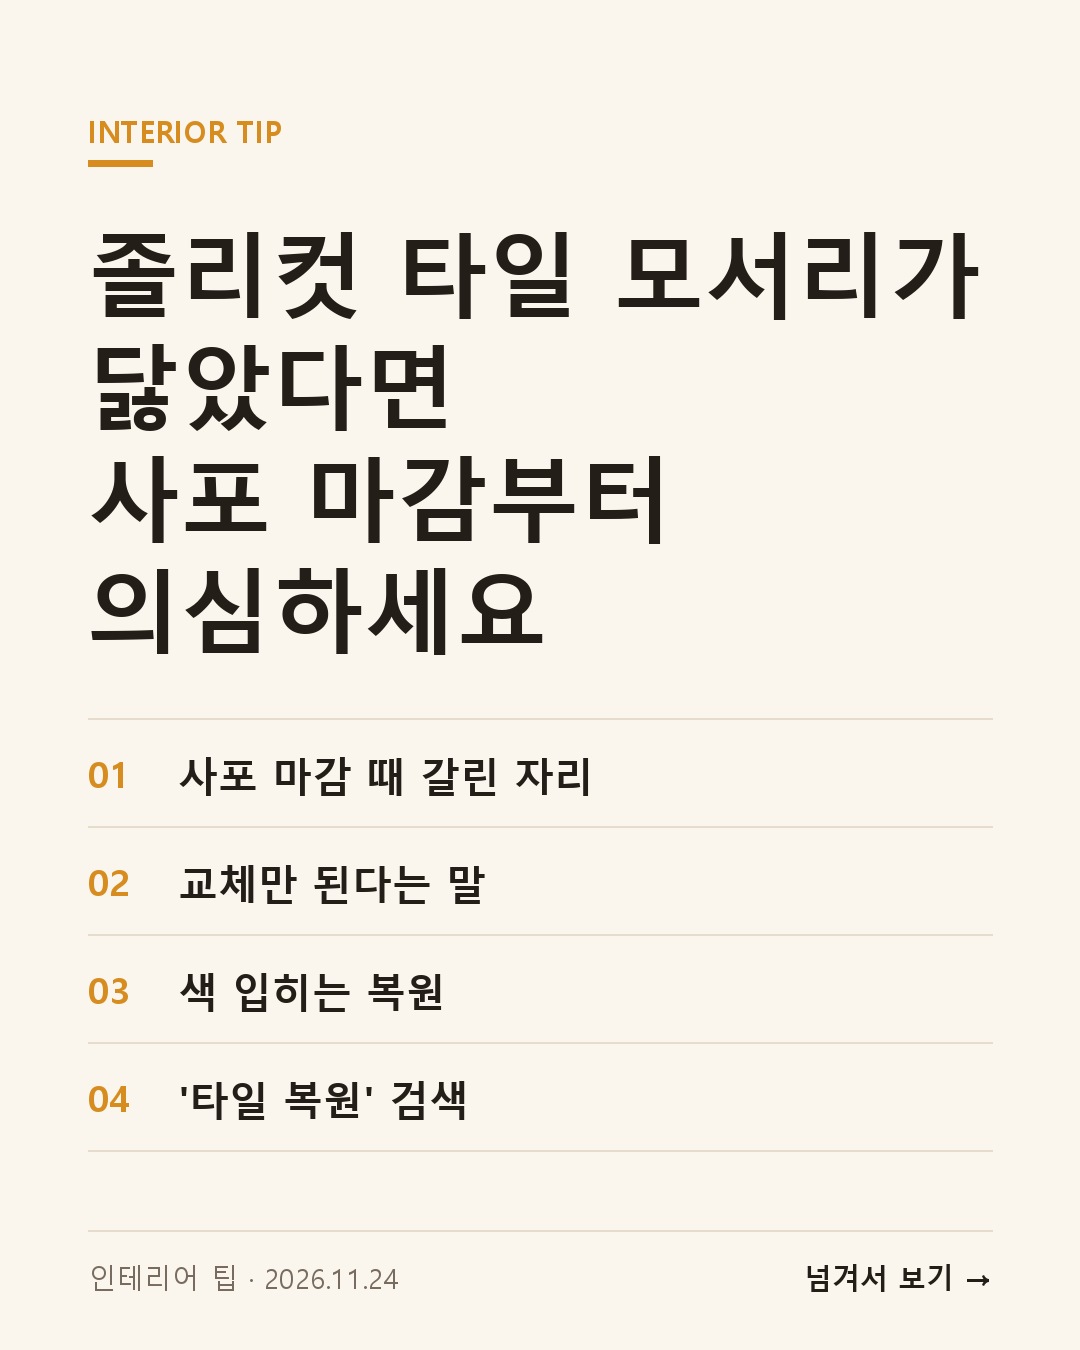 INTERIOR TIP
졸리컷 타일 모서리가
닳았다면
사포 마감부터
의심하세요
01 사포 마감 때 갈린 자리
02 교체만 된다는 말
03 색 입히는 복원
04 '타일 복원' 검색
인테리어 팁 · 2026.11.24
넘겨서 보기 →